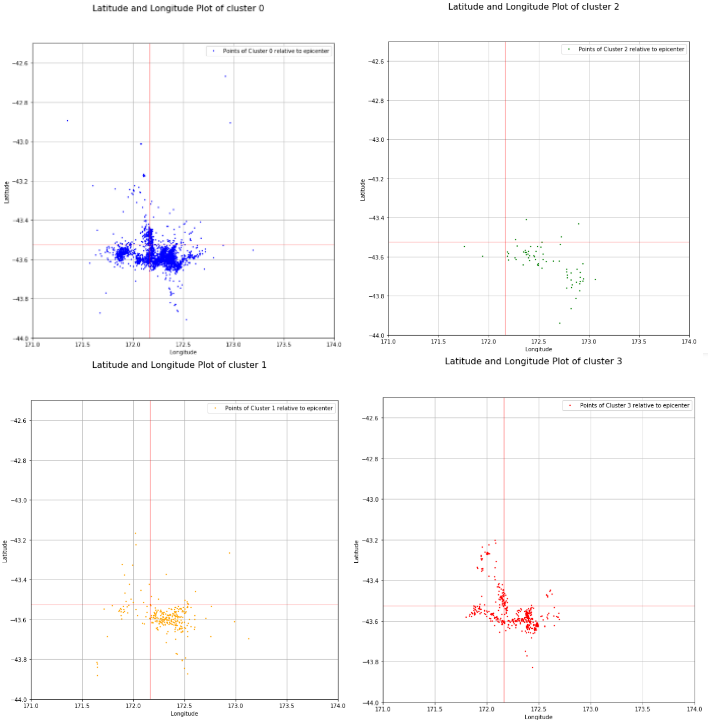 Latitude and Longitude Plot of cluster 0
Points of Cluster 0 relative to epicenter
−42.6
−42.8
−43.0
−43.2
−43.4
−43.6
−43.8
−44.0
Latitude
171.0 171.5 172.0 172.5 173.0 173.5 174.0
Longitude
Latitude and Longitude Plot of cluster 2
Points of Cluster 2 relative to epicenter
−42.6
−42.8
−43.0
−43.2
−43.4
−43.6
−43.8
−44.0
Latitude
171.0 171.5 172.0 172.5 173.0 173.5 174.0
Longitude
Latitude and Longitude Plot of cluster 1
Points of Cluster 1 relative to epicenter
−42.6
−42.8
−43.0
−43.2
−43.4
−43.6
−43.8
−44.0
Latitude
171.0 171.5 172.0 172.5 173.0 173.5 174.0
Longitude
Latitude and Longitude Plot of cluster 3
Points of Cluster 3 relative to epicenter
−42.6
−42.8
−43.0
−43.2
−43.4
−43.6
−43.8
−44.0
Latitude
171.0 171.5 172.0 172.5 173.0 173.5 174.0
Longitude